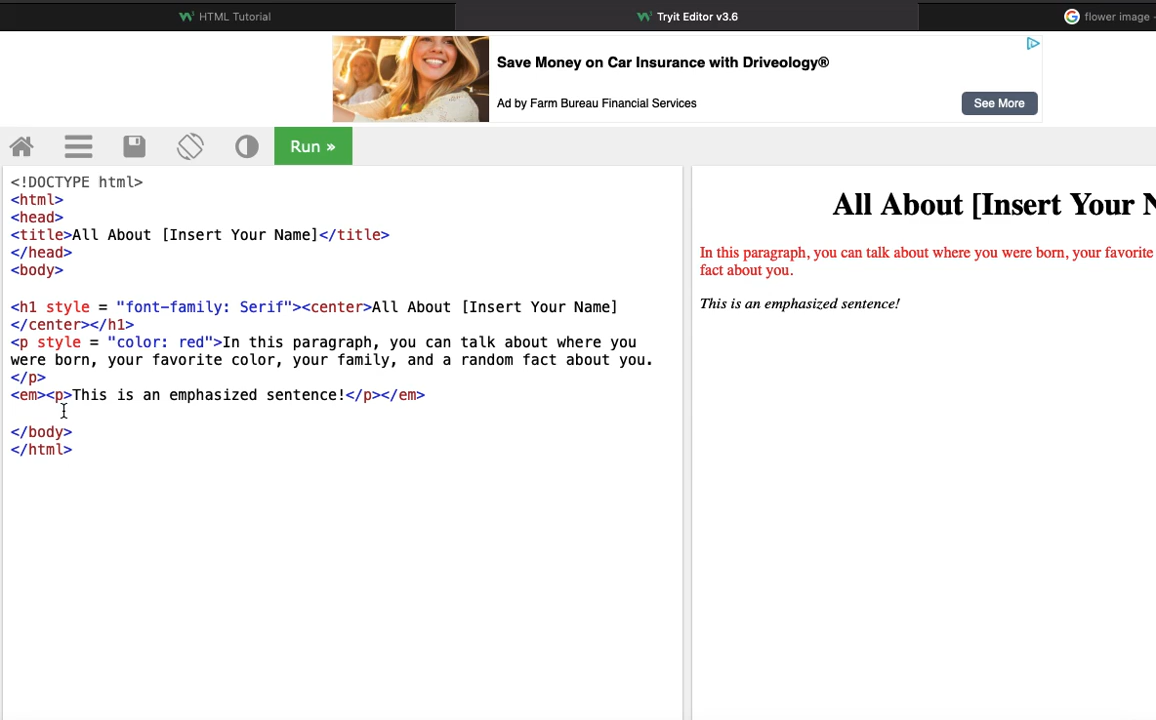 HTML Tutorial
Tryit Editor v3.6
flower image -
Save Money on Car Insurance with Driveology®
Ad by Farm Bureau Financial Services
See More
Run »
<!DOCTYPE html>
<html>
<head>
<title>All About [Insert Your Name]</title>
</head>
<body>
<h1 style = "font-family: Serif"><center>All About [Insert Your Name]
</center></h1>
<p style = "color: red">In this paragraph, you can talk about where you
were born, your favorite color, your family, and a random fact about you.
</p>
<em><p>This is an emphasized sentence!</p></em>
</body>
</html>
All About [Insert Your N
In this paragraph, you can talk about where you were born, your favorite
fact about you.
This is an emphasized sentence!